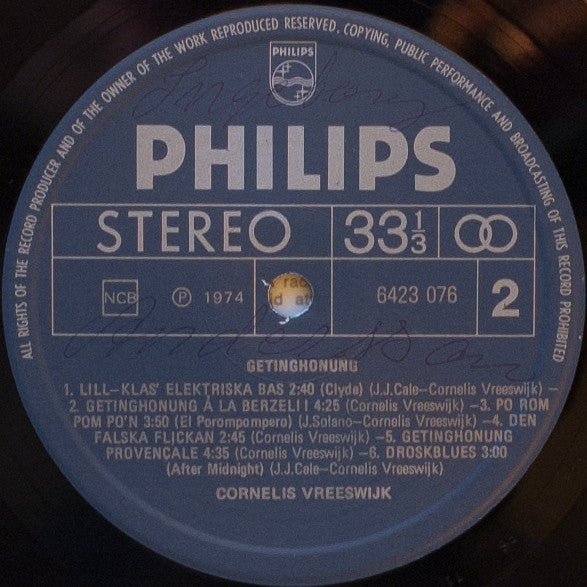 ALL RIGHTS OF THE RECORD PRODUCER AND OF THE OWNER OF THE WORK REPRODUCED RESERVED. COPYING, PUBLIC PERFORMANCE AND BROADCASTING OF THIS RECORD PROHIBITED
PHILIPS
PHILIPS
STEREO 33 1/3
NCB Ⓟ 1974 6423 076 2
GETINGHONUNG
1. LILL–KLAS' ELEKTRISKA BAS 2:40 (Clyde) (J.J.Cale–Cornelis Vreeswijk) –
2. GETINGHONUNG Á LA BERZELII 4:25 (Cornelis Vreeswijk) –3. PO ROM
POM PO'N 3:50 (El Porompompero) (J.Solano–Cornelis Vreeswijk) –4. DEN
FALSKA FLICKAN 2:45 (Cornelis Vreeswijk) –5. GETINGHONUNG
PROVENÇALE 4:35 (Cornelis Vreeswijk) –6. DROSKBLUES 3:00
(After Midnight) (J.J.Cale–Cornelis Vreeswijk)
CORNELIS VREESWIJK